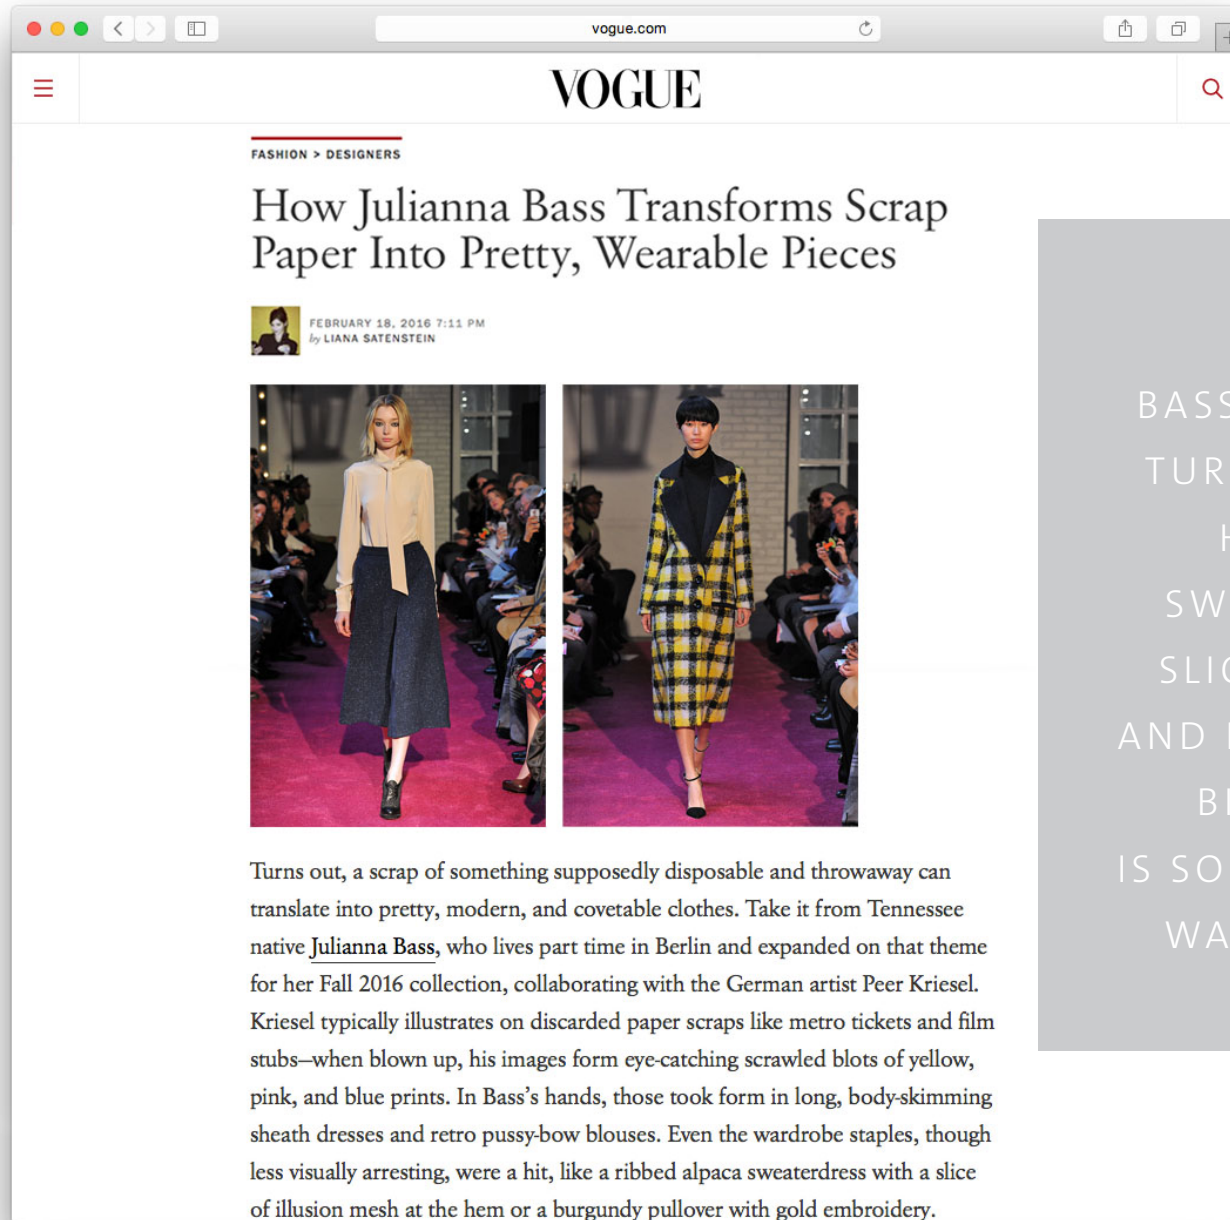 vogue.com
VOGUE
FASHION > DESIGNERS
How Julianna Bass Transforms Scrap
Paper Into Pretty, Wearable Pieces
FEBRUARY 18, 2016 7:11 PM
by LIANA SATENSTEIN
Turns out, a scrap of something supposedly disposable and throwaway can
translate into pretty, modern, and covetable clothes. Take it from Tennessee
native Julianna Bass, who lives part time in Berlin and expanded on that theme
for her Fall 2016 collection, collaborating with the German artist Peer Kriesel.
Kriesel typically illustrates on discarded paper scraps like metro tickets and film
stubs—when blown up, his images form eye-catching scrawled blots of yellow,
pink, and blue prints. In Bass's hands, those took form in long, body-skimming
sheath dresses and retro pussy-bow blouses. Even the wardrobe staples, though
less visually arresting, were a hit, like a ribbed alpaca sweaterdress with a slice
of illusion mesh at the hem or a burgundy pullover with gold embroidery.
BASS
TUR
SW
AND
IS SO
WA